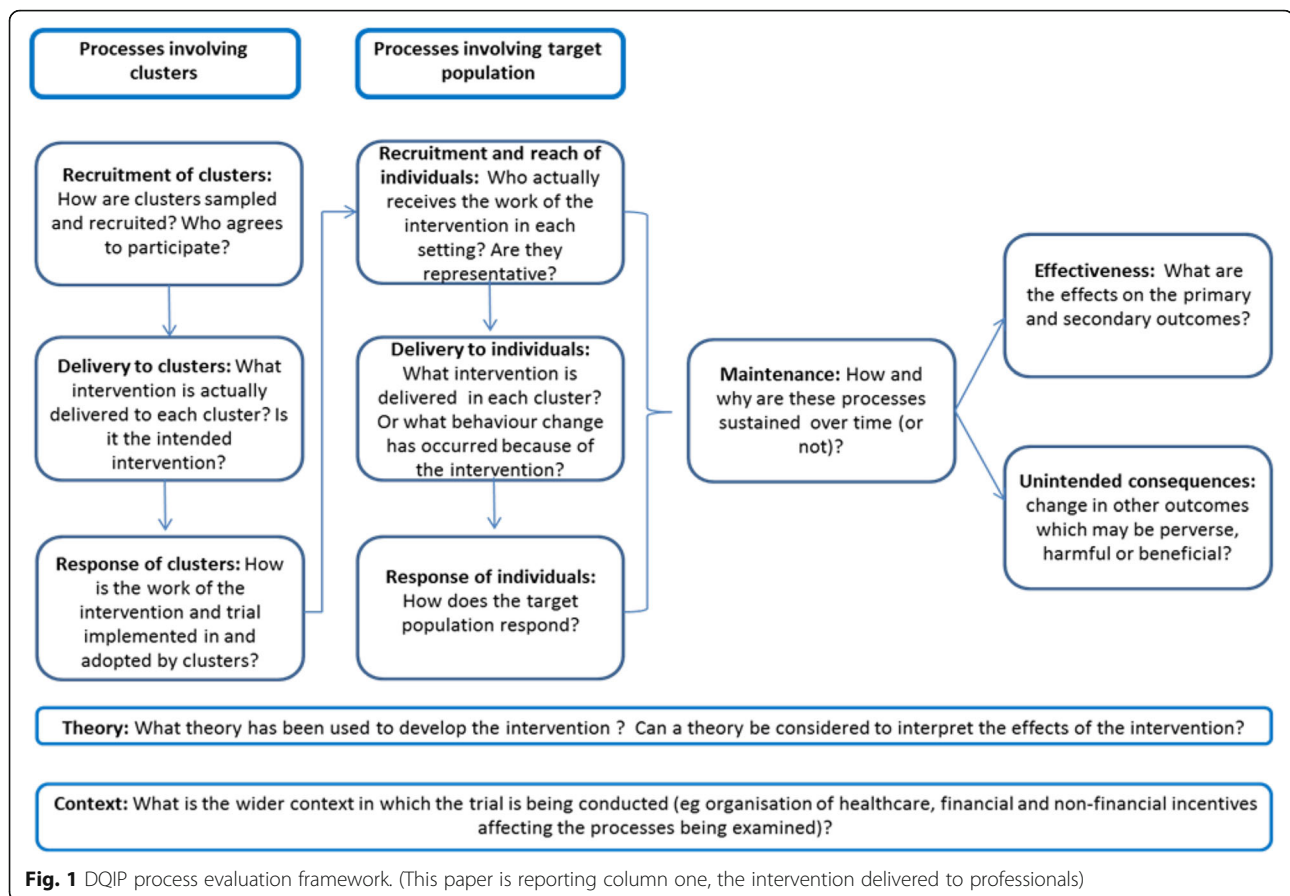 Processes involving
clusters
Processes involving target
population
Recruitment of clusters:
How are clusters sampled
and recruited? Who agrees
to participate?
Delivery to clusters: What
intervention is actually
delivered to each cluster? Is
it the intended
intervention?
Response of clusters: How
is the work of the
intervention and trial
implemented in and
adopted by clusters?
Recruitment and reach of
individuals: Who actually
receives the work of the
intervention in each
setting? Are they
representative?
Delivery to individuals:
What intervention is
delivered in each cluster?
Or what behaviour change
has occurred because of
the intervention?
Response of individuals:
How does the target
population respond?
Maintenance: How and
why are these processes
sustained over time (or
not)?
Effectiveness: What are
the effects on the primary
and secondary outcomes?
Unintended consequences:
change in other outcomes
which may be perverse,
harmful or beneficial?
Theory: What theory has been used to develop the intervention ? Can a theory be considered to interpret the effects of the intervention?
Context: What is the wider context in which the trial is being conducted (eg organisation of healthcare, financial and non-financial incentives
affecting the processes being examined)?
Fig. 1 DQIP process evaluation framework. (This paper is reporting column one, the intervention delivered to professionals)